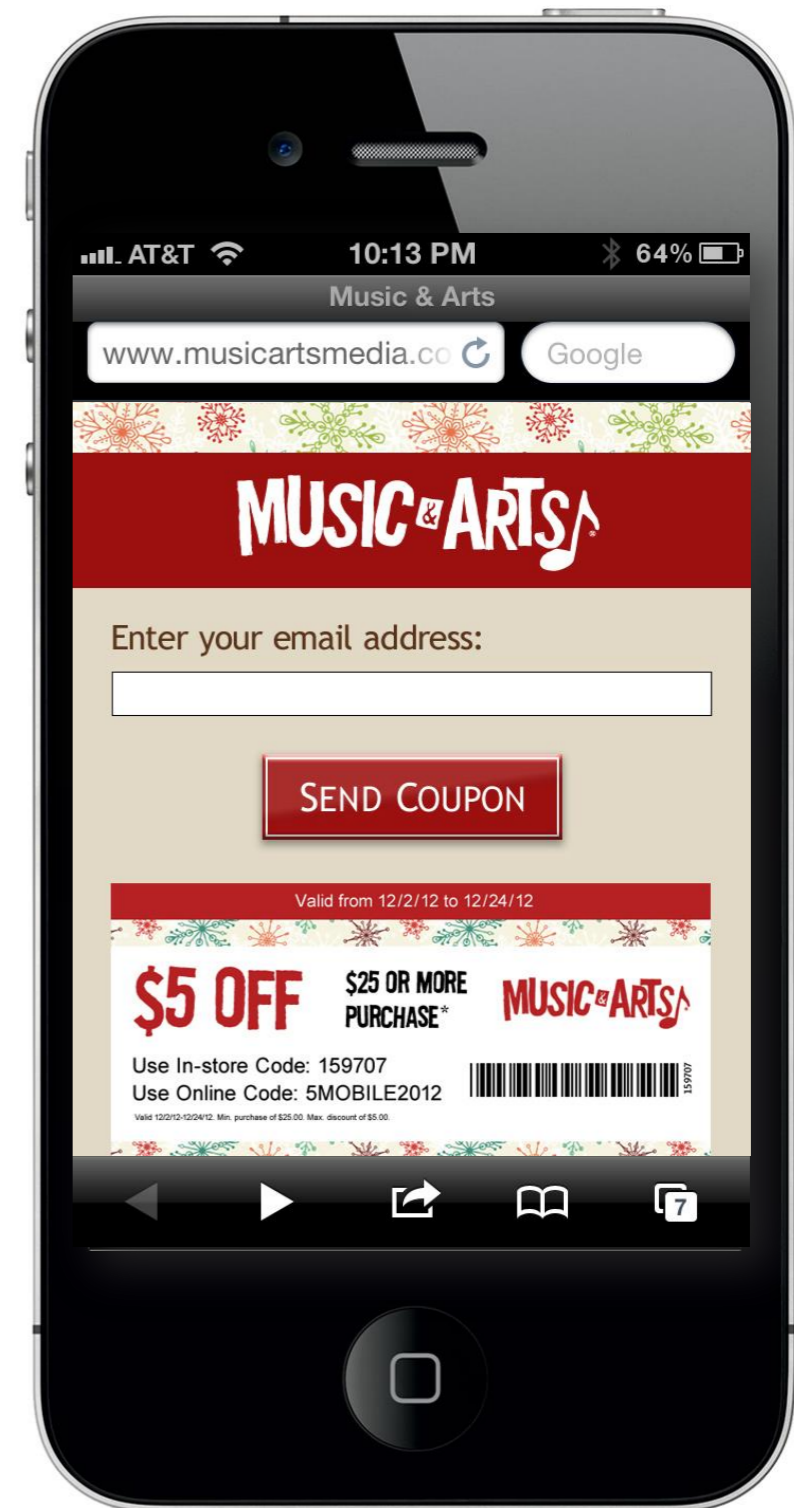 AT&T 10:13 PM 64%
Music & Arts
www.musicartsmedia.co Google
MUSIC & ARTS
Enter your email address:
SEND COUPON
Valid from 12/2/12 to 12/24/12
$5 OFF
$25 OR MORE
PURCHASE*
MUSIC & ARTS
Use In-store Code: 159707
Use Online Code: 5MOBILE2012
159707
Valid 12/2/12-12/24/12. Min. purchase of $25.00. Max. discount of $5.00.
7